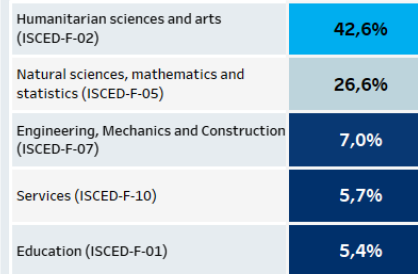 Humanitarian sciences and arts
(ISCED-F-02)
42,6%
Natural sciences, mathematics and
statistics (ISCED-F-05)
26,6%
Engineering, Mechanics and Construction
(ISCED-F-07)
7,0%
Services (ISCED-F-10)
5,7%
Education (ISCED-F-01)
5,4%